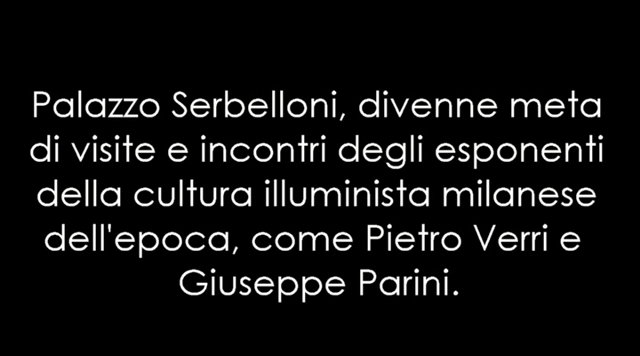 Palazzo Serbelloni, divenne meta
di visite e incontri degli esponenti
della cultura illuminista milanese
dell'epoca, come Pietro Verri e
Giuseppe Parini.